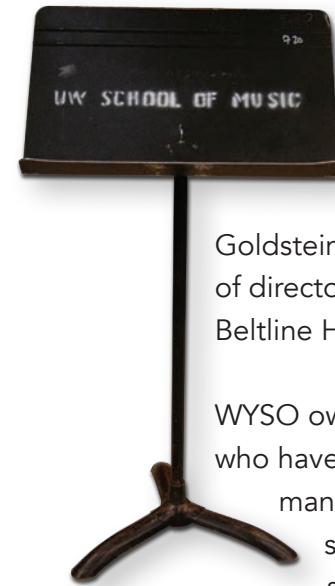 UW SCHOOL OF MUSIC
Goldstein
of directo
Beltline H
WYSO ow
who have
man
s